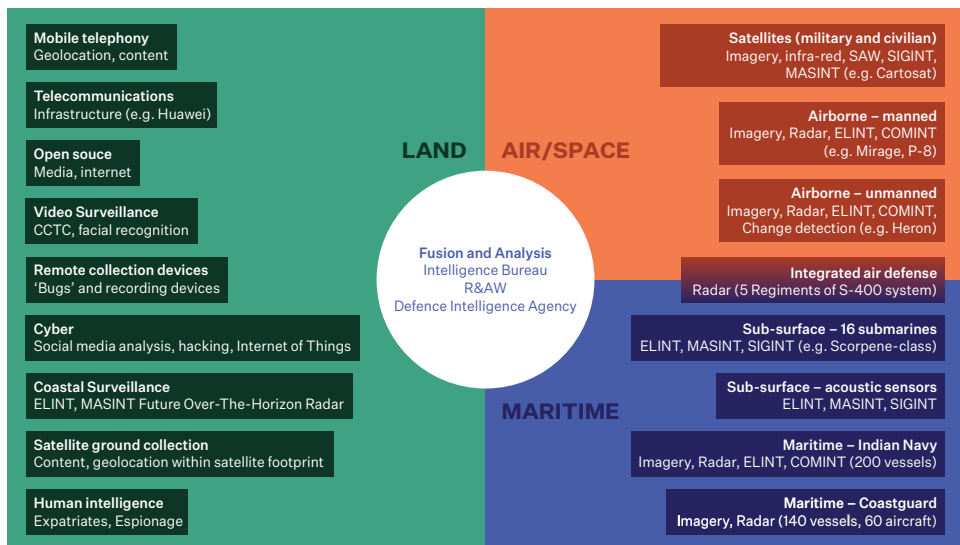 Mobile telephony
Geolocation, content
Telecommunications
Infrastructure (e.g. Huawei)
Open souce
Media, internet
Video Surveillance
CCTC, facial recognition
Remote collection devices
‘Bugs’ and recording devices
Cyber
Social media analysis, hacking, Internet of Things
Coastal Surveillance
ELINT, MASINT Future Over-The-Horizon Radar
Satellite ground collection
Content, geolocation within satellite footprint
Human intelligence
Expatriates, Espionage
LAND
AIR/SPACE
Fusion and Analysis
Intelligence Bureau
R&AW
Defence Intelligence Agency
MARITIME
Satellites (military and civilian)
Imagery, infra-red, SAW, SIGINT,
MASINT (e.g. Cartosat)
Airborne – manned
Imagery, Radar, ELINT, COMINT
(e.g. Mirage, P-8)
Airborne – unmanned
Imagery, Radar, ELINT, COMINT,
Change detection (e.g. Heron)
Integrated air defense
Radar (5 Regiments of S-400 system)
Sub-surface – 16 submarines
ELINT, MASINT, SIGINT (e.g. Scorpene-class)
Sub-surface – acoustic sensors
ELINT, MASINT, SIGINT
Maritime – Indian Navy
Imagery, Radar, ELINT, COMINT (200 vessels)
Maritime – Coastguard
Imagery, Radar (140 vessels, 60 aircraft)